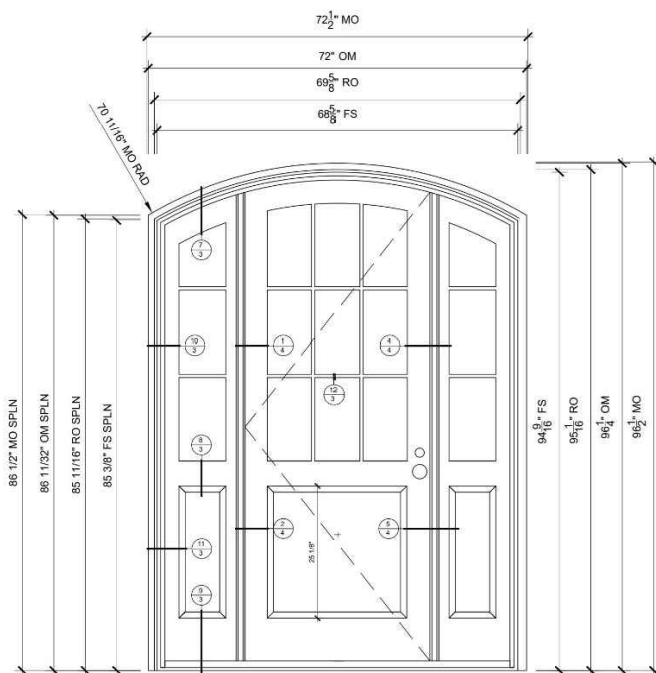 72 1/2" MO
72" OM
69 5/8" RO
68 5/8" FS
70 11/16" MO RAD
86 1/2" MO SPLN
86 11/32" OM SPLN
85 11/16" RO SPLN
85 3/8" FS SPLN
94 9/16" FS
95 1/16" RO
96 1/4" OM
96 1/2" MO
7
3
10
3
1
4
4
4
12
3
8
3
2
4
5
4
25 1/8"
11
3
9
3